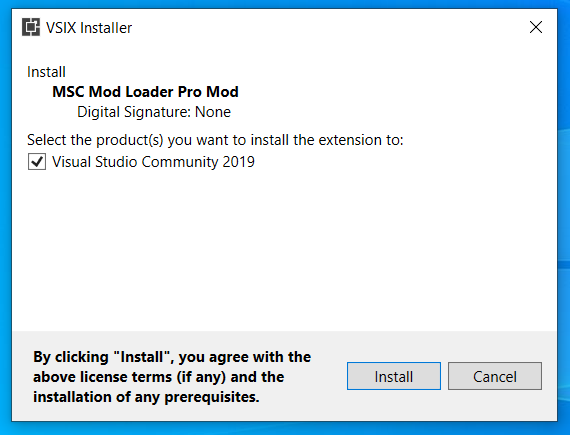 VSIX Installer
Install
MSC Mod Loader Pro Mod
Digital Signature: None
Select the product(s) you want to install the extension to:
Visual Studio Community 2019
By clicking "Install", you agree with the
above license terms (if any) and the
installation of any prerequisites.
Install
Cancel